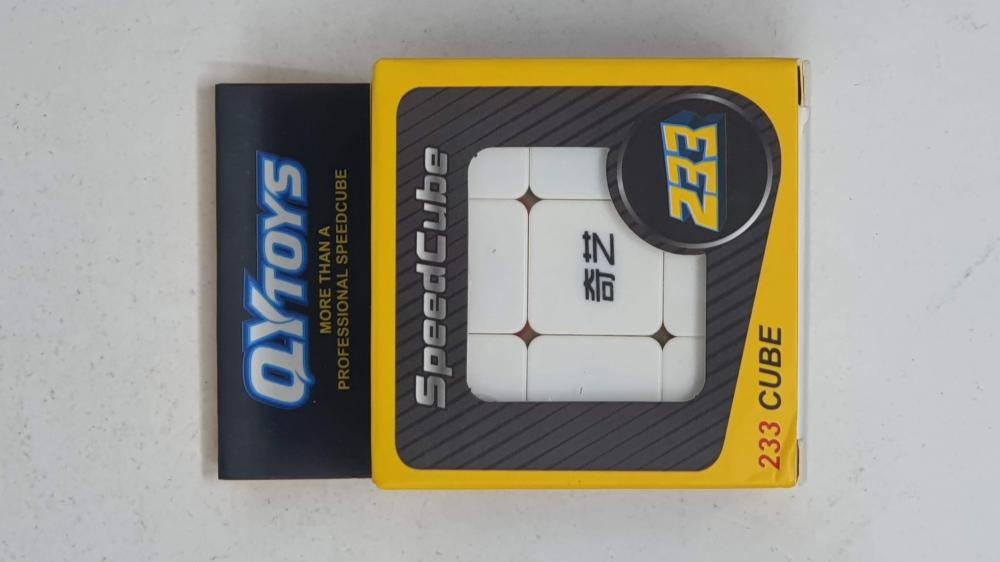 QYTOYS
MORE THAN A
PROFESSIONAL SPEEDCUBE
SpeedCube
奇艺
233
233 CUBE